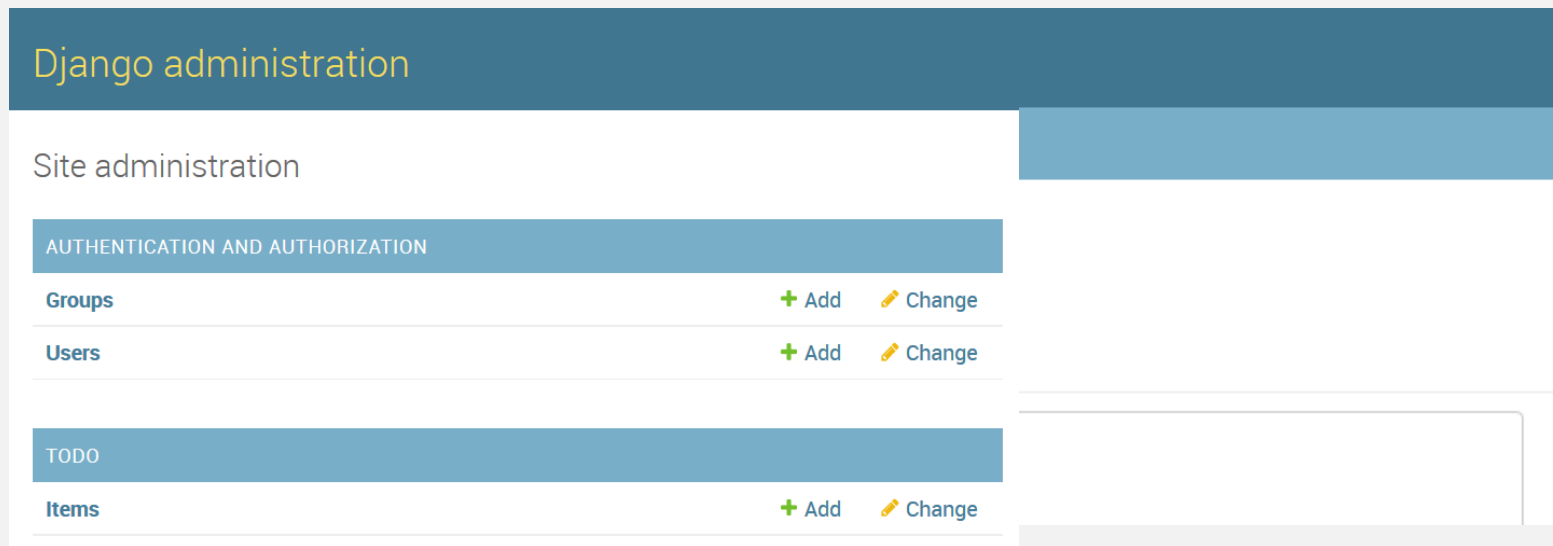 Django administration
Site administration
AUTHENTICATION AND AUTHORIZATION
Groups Add Change
Users Add Change
TODO
Items Add Change